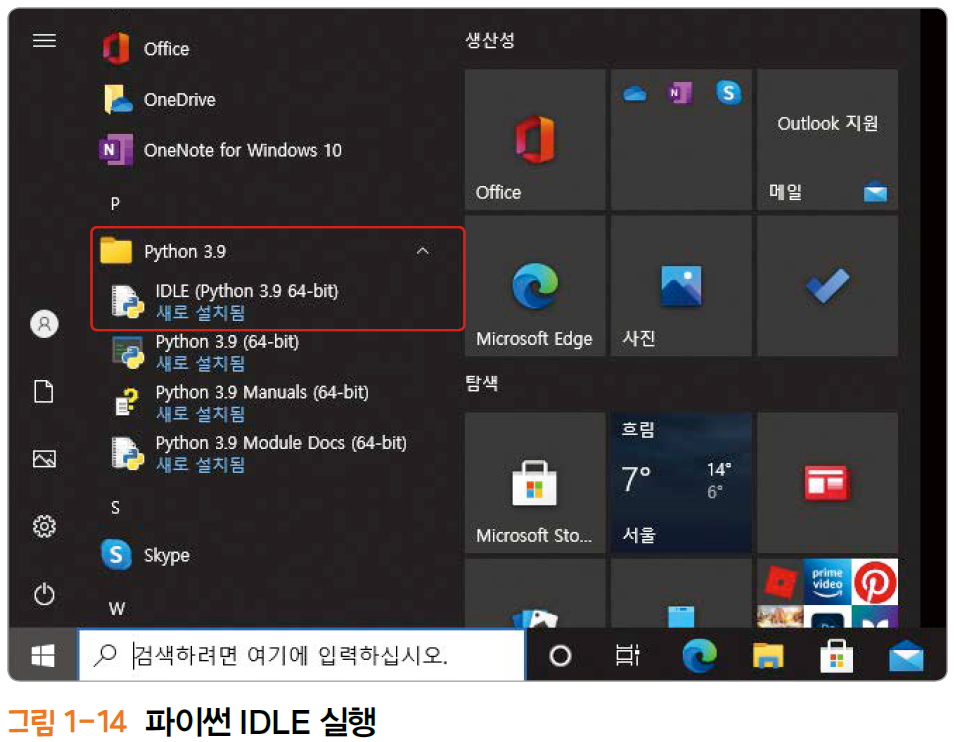 Office
OneDrive
OneNote for Windows 10
P
Python 3.9
IDLE (Python 3.9 64-bit)
새로 설치됨
Python 3.9 (64-bit)
새로 설치됨
Python 3.9 Manuals (64-bit)
새로 설치됨
Python 3.9 Module Docs (64-bit)
새로 설치됨
S
Skype
W
생산성
Office
Outlook 지원
메일
Microsoft Edge
사진
탐색
Microsoft Sto...
흐림
7° 14°
6°
서울
prime
video
검색하려면 여기에 입력하십시오.
그림 1-14 파이썬 IDLE 실행